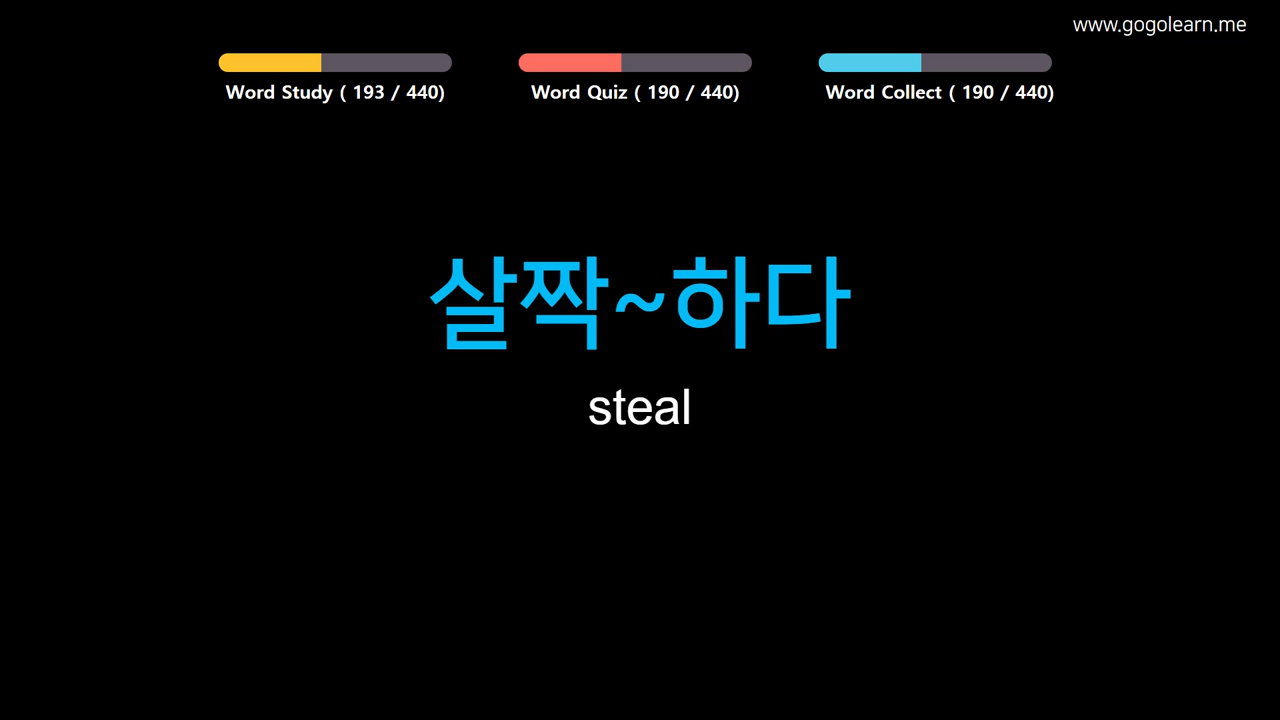 www.gogolearn.me
Word Study ( 193 / 440)
Word Quiz ( 190 / 440)
Word Collect ( 190 / 440)
살짝~하다
steal